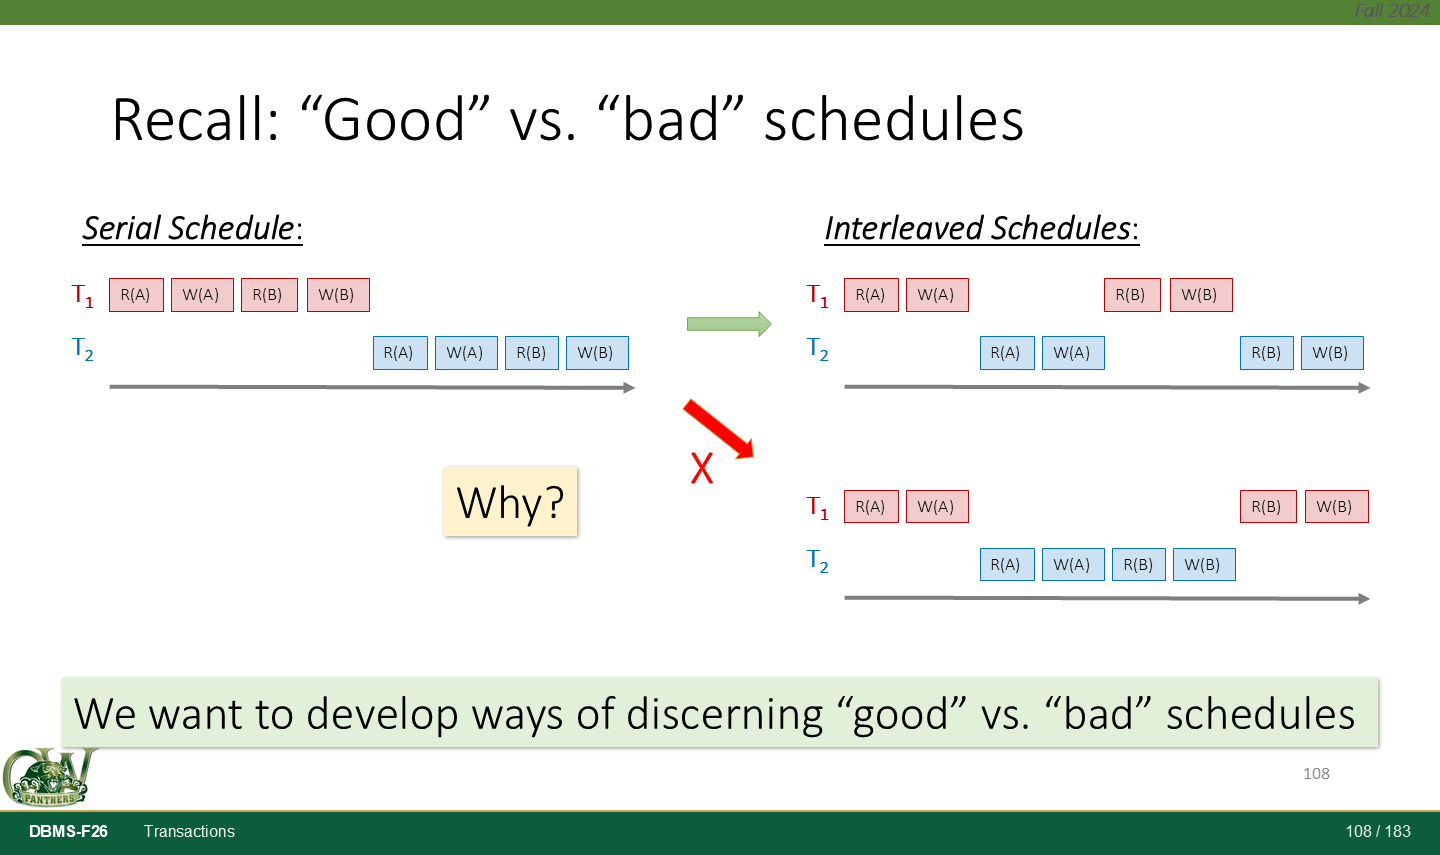 Fall 2024
Recall: “Good” vs. “bad” schedules
Serial Schedule:
T1 R(A) W(A) R(B) W(B)
T2 R(A) W(A) R(B) W(B)
Interleaved Schedules:
T1 R(A) W(A) R(B) W(B)
T2 R(A) W(A) R(B) W(B)
X
Why?
T1 R(A) W(A) R(B) W(B)
T2 R(A) W(A) R(B) W(B)
We want to develop ways of discerning “good” vs. “bad” schedules
OW
PANTHERS
108
DBMS-F26 Transactions 108 / 183